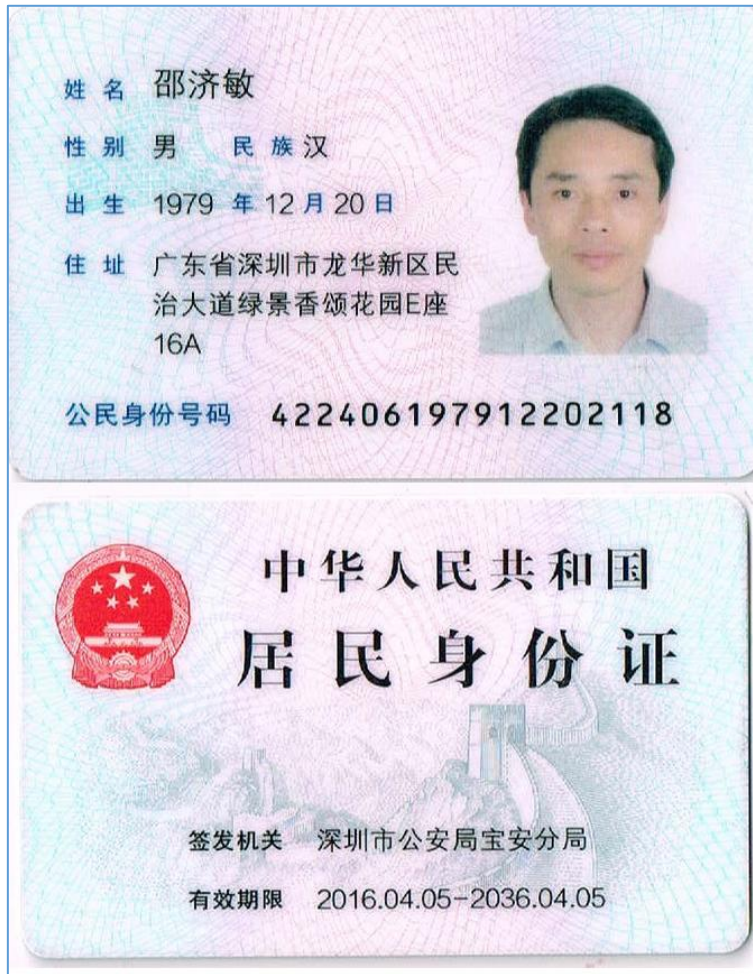 姓名 邵济敏
性别 男 民族 汉
出生 1979 年 12 月 20 日
住址 广东省深圳市龙华新区民
治大道绿景香颂花园E座
16A
公民身份号码 422406197912202118
中华人民共和国
居民身份证
签发机关 深圳市公安局宝安分局
有效期限 2016.04.05-2036.04.05